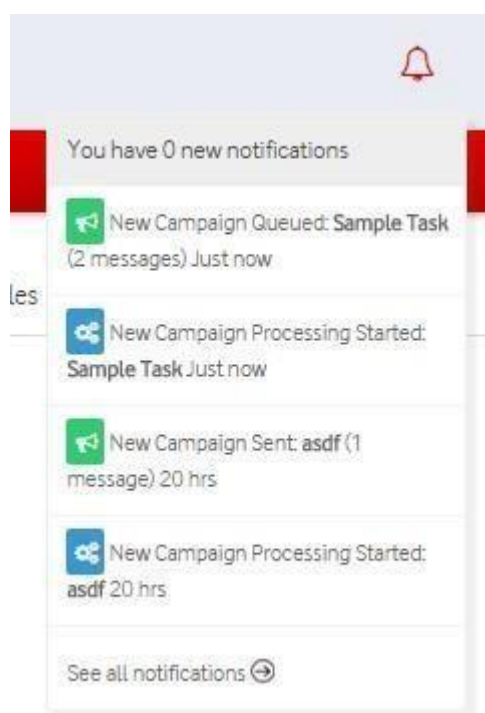 You have 0 new notifications
New Campaign Queued: Sample Task
(2 messages) Just now
les
New Campaign Processing Started:
Sample Task Just now
New Campaign Sent: asdf (1
message) 20 hrs
New Campaign Processing Started:
asdf 20 hrs
See all notifications